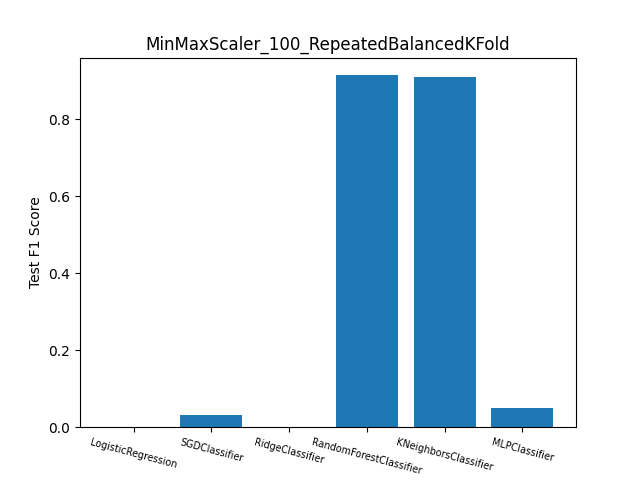 MinMaxScaler_100_RepeatedBalancedKFold
Test F1 Score
0.8
0.6
0.4
0.2
0.0
LogisticRegression
SGDClassifier
RidgeClassifier
RandomForestClassifier
KNeighborsClassifier
MLPClassifier